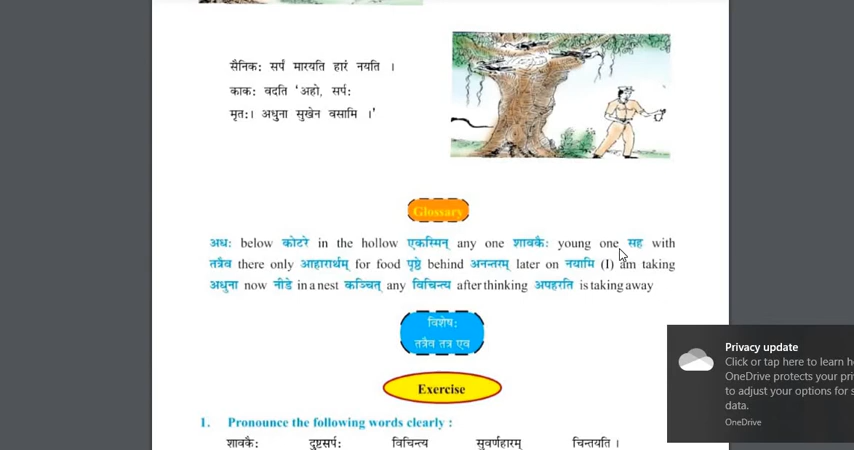 सैनिकः सर्पं मारयति हारं नयति ।
काकः वदति 'अहो, सर्पः
मृतः। अधुना सुखेन वसामि ।'
Glossary
अधः below कोटरे in the hollow एकस्मिन् any one शावकैः young one सह with
तत्रैव there only आहारार्थम् for food पृष्ठे behind अनन्तरम् later on नयामि (I) am taking
अधुना now नीडे in a nest कञ्चित् any विचिन्त्य after thinking अपहरति is taking away
विशेषः
तत्रैव तत्र एव
Exercise
1. Pronounce the following words clearly :
शावकैः दुष्टसर्पः विचिन्त्य सुवर्णहारम् चिन्तयति ।
Privacy update
Click or tap here to learn h
OneDrive protects your pri
to adjust your options for s
data.
OneDrive